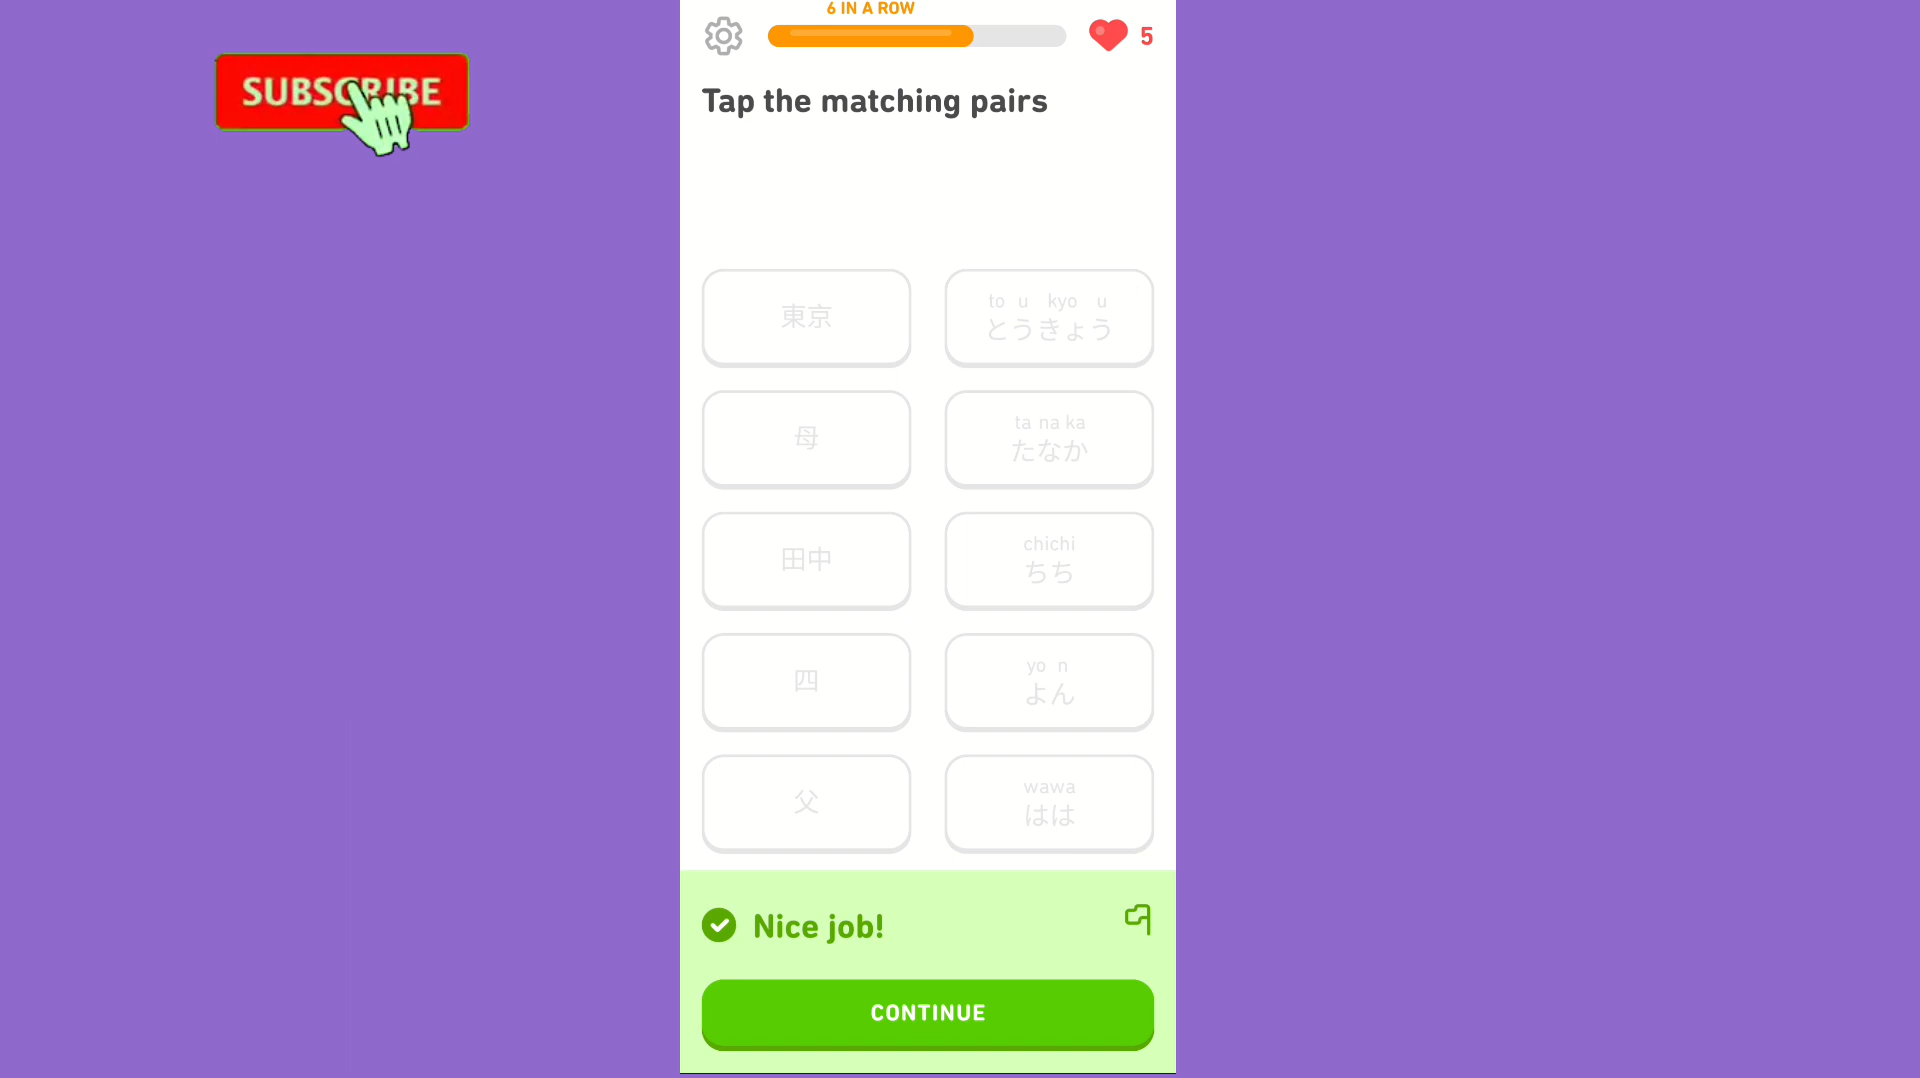 SUBSCRIBE
6 IN A ROW
5
Tap the matching pairs
東京
to u kyo u
とうきょう
母
ta na ka
たなか
田中
chichi
ちち
四
yo n
よん
父
wawa
はは
Nice job!
CONTINUE